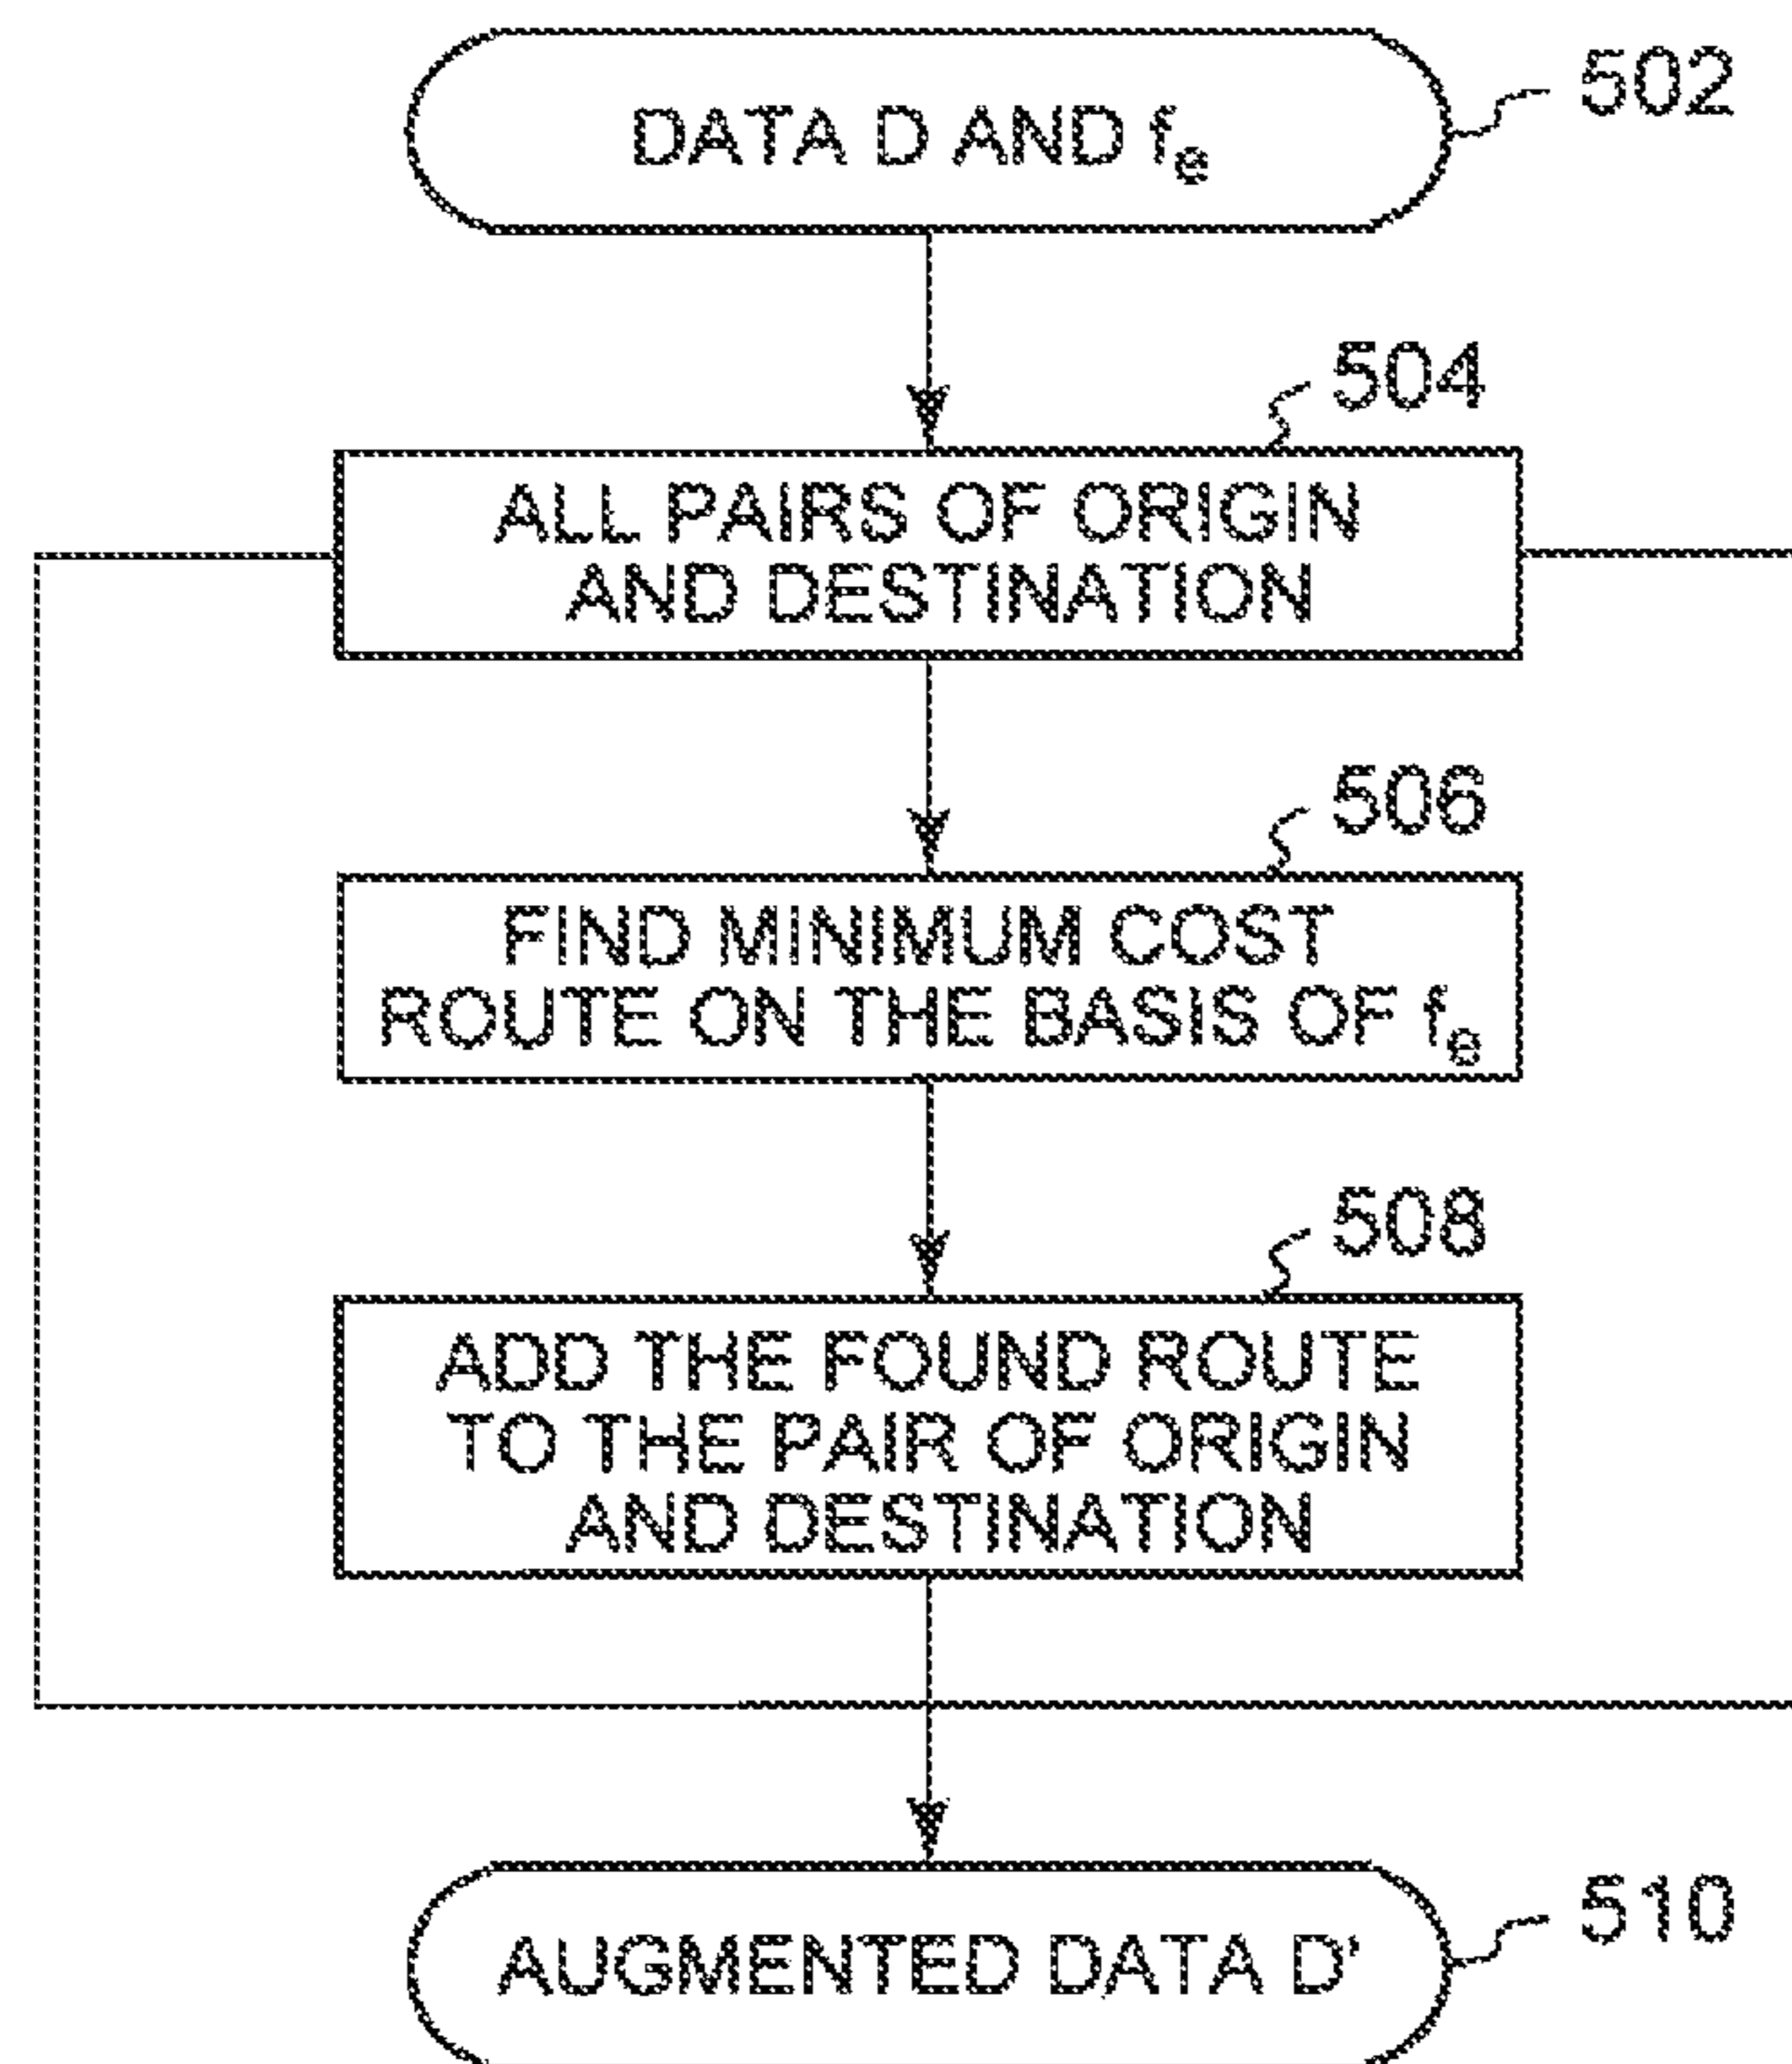 DATA D AND fe
502
504
ALL PAIRS OF ORIGIN
AND DESTINATION
506
FIND MINIMUM COST
ROUTE ON THE BASIS OF fe
508
ADD THE FOUND ROUTE
TO THE PAIR OF ORIGIN
AND DESTINATION
510
AUGMENTED DATA D'